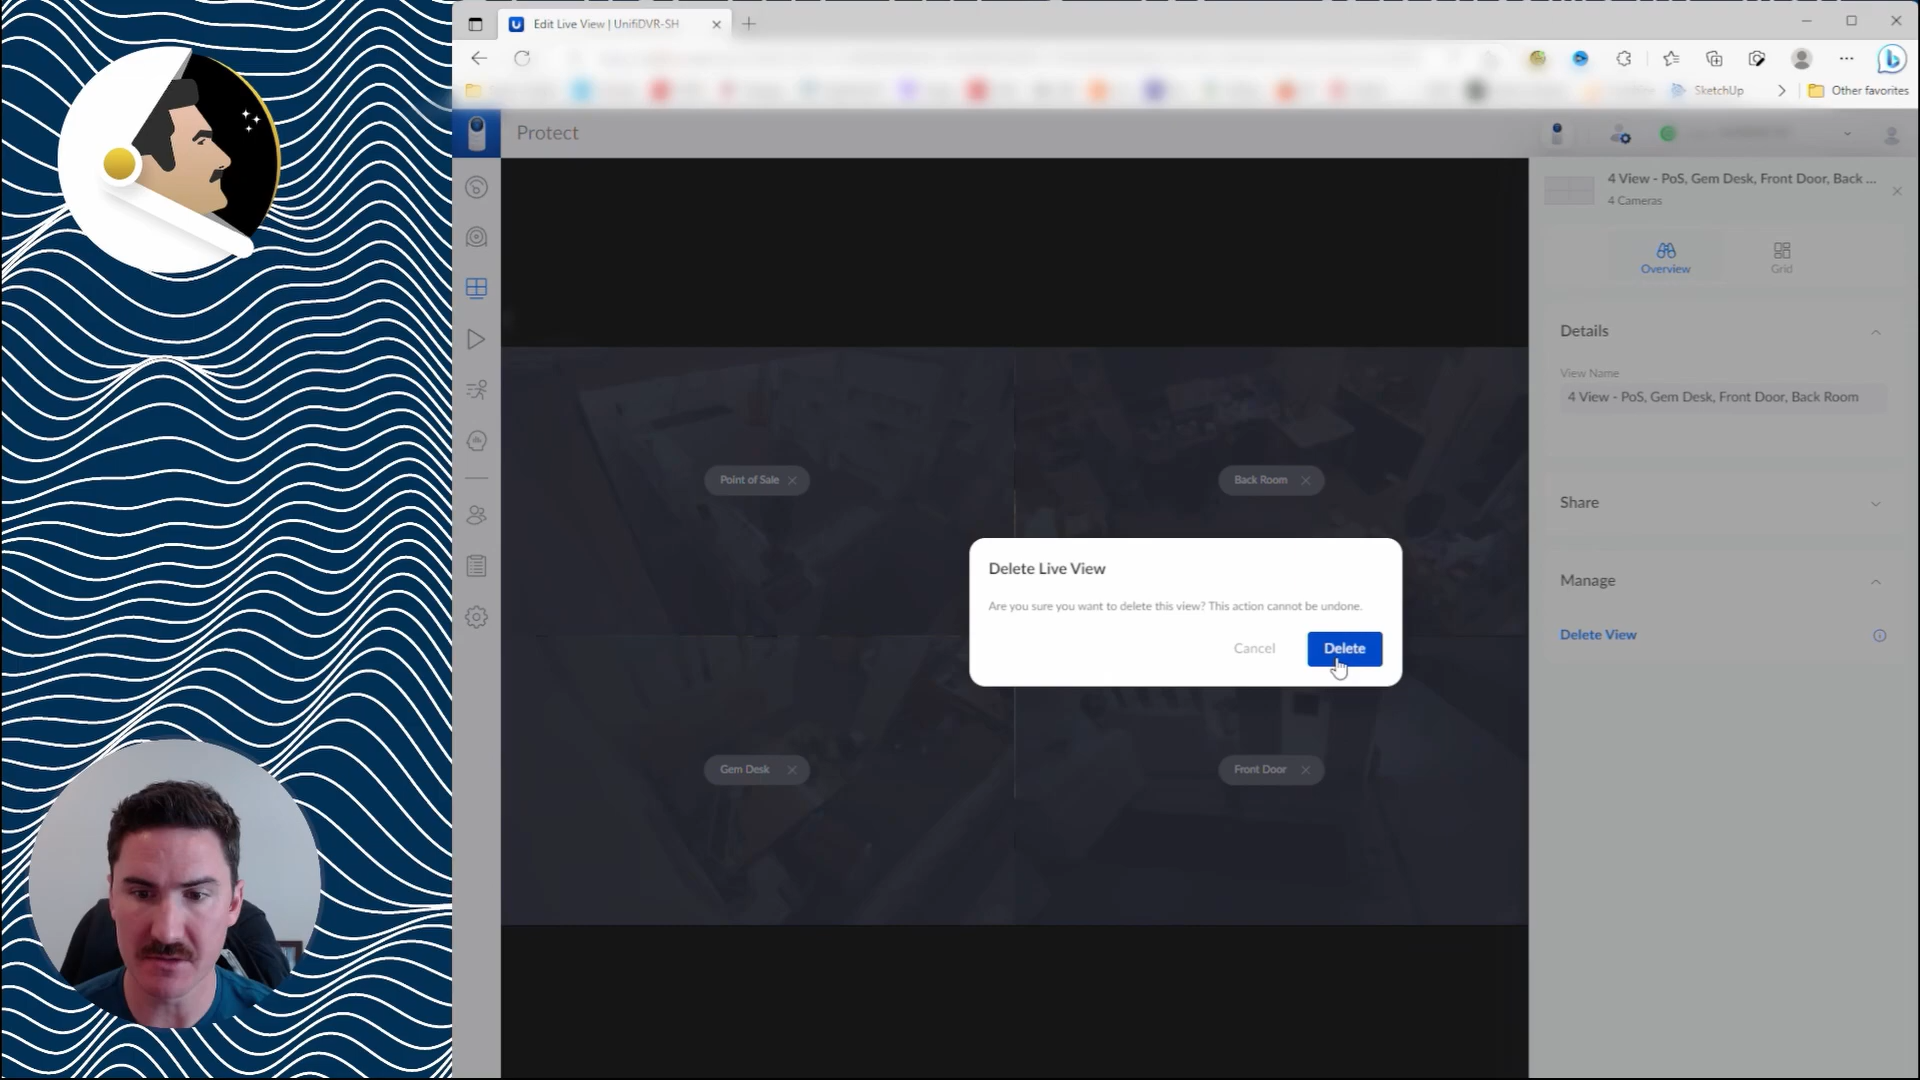 Edit Live View | UnifiDVR-SH
SketchUp
Other favorites
Protect
4 View - PoS, Gem Desk, Front Door, Back ...
4 Cameras
Overview
Grid
Details
View Name
4 View - PoS, Gem Desk, Front Door, Back Room
Share
Manage
Delete View
Point of Sale
Back Room
Delete Live View
Are you sure you want to delete this view? This action cannot be undone.
Cancel
Delete
Gem Desk
Front Door